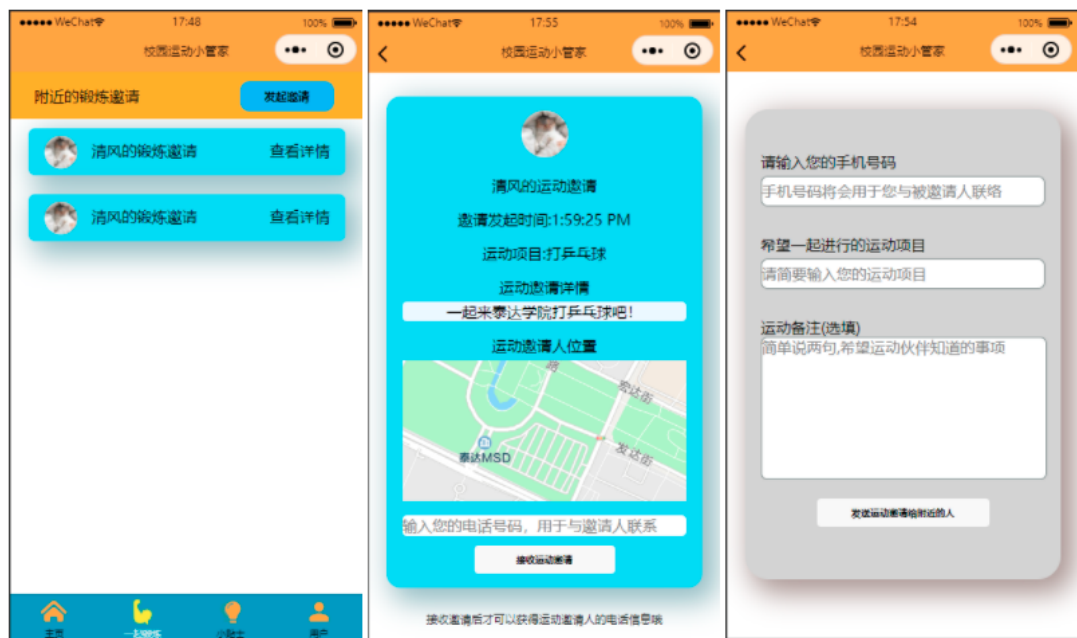 WeChat 17:48 100%
校园运动小管家
附近的锻炼邀请 发起邀请
清风的锻炼邀请 查看详情
清风的锻炼邀请 查看详情
主页 一起锻炼 小贴士 用户
WeChat 17:55 100%
校园运动小管家
清风的运动邀请
邀请发起时间:1:59:25 PM
运动项目:打乒乓球
运动邀请详情
一起来泰达学院打乒乓球吧!
运动邀请人位置
路
宏达街
发达街
泰达MSD
输入您的电话号码，用于与邀请人联系
接收运动邀请
接收邀请后才可以获得运动邀请人的电话信息哦
WeChat 17:54 100%
校园运动小管家
请输入您的手机号码
手机号码将会用于您与被邀请人联络
希望一起进行的运动项目
请简要输入您的运动项目
运动备注(选填)
简单说两句,希望运动伙伴知道的事项
发送运动邀请给附近的人